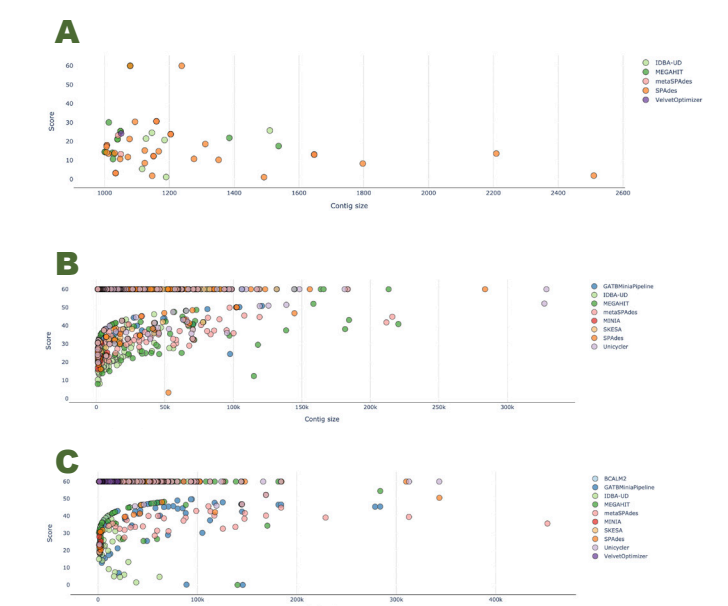 A
60
50
40
30
20
10
0
Score
1000 1200 1400 1600 1800 2000 2200 2400 2600
Contig size
IDBA-UD
MEGAHIT
metaSPAdes
SPAdes
VelvetOptimizer
B
60
50
40
30
20
10
0
Score
0 50k 100k 150k 200k 250k 300k
Contig size
GATBMiniaPipeline
IDBA-UD
MEGAHIT
metaSPAdes
MINIA
SKESA
SPAdes
Unicycler
C
60
50
40
30
20
10
0
Score
0 100k 200k 300k 400k
BCALM2
GATBMiniaPipeline
IDBA-UD
MEGAHIT
metaSPAdes
MINIA
SKESA
SPAdes
Unicycler
VelvetOptimizer